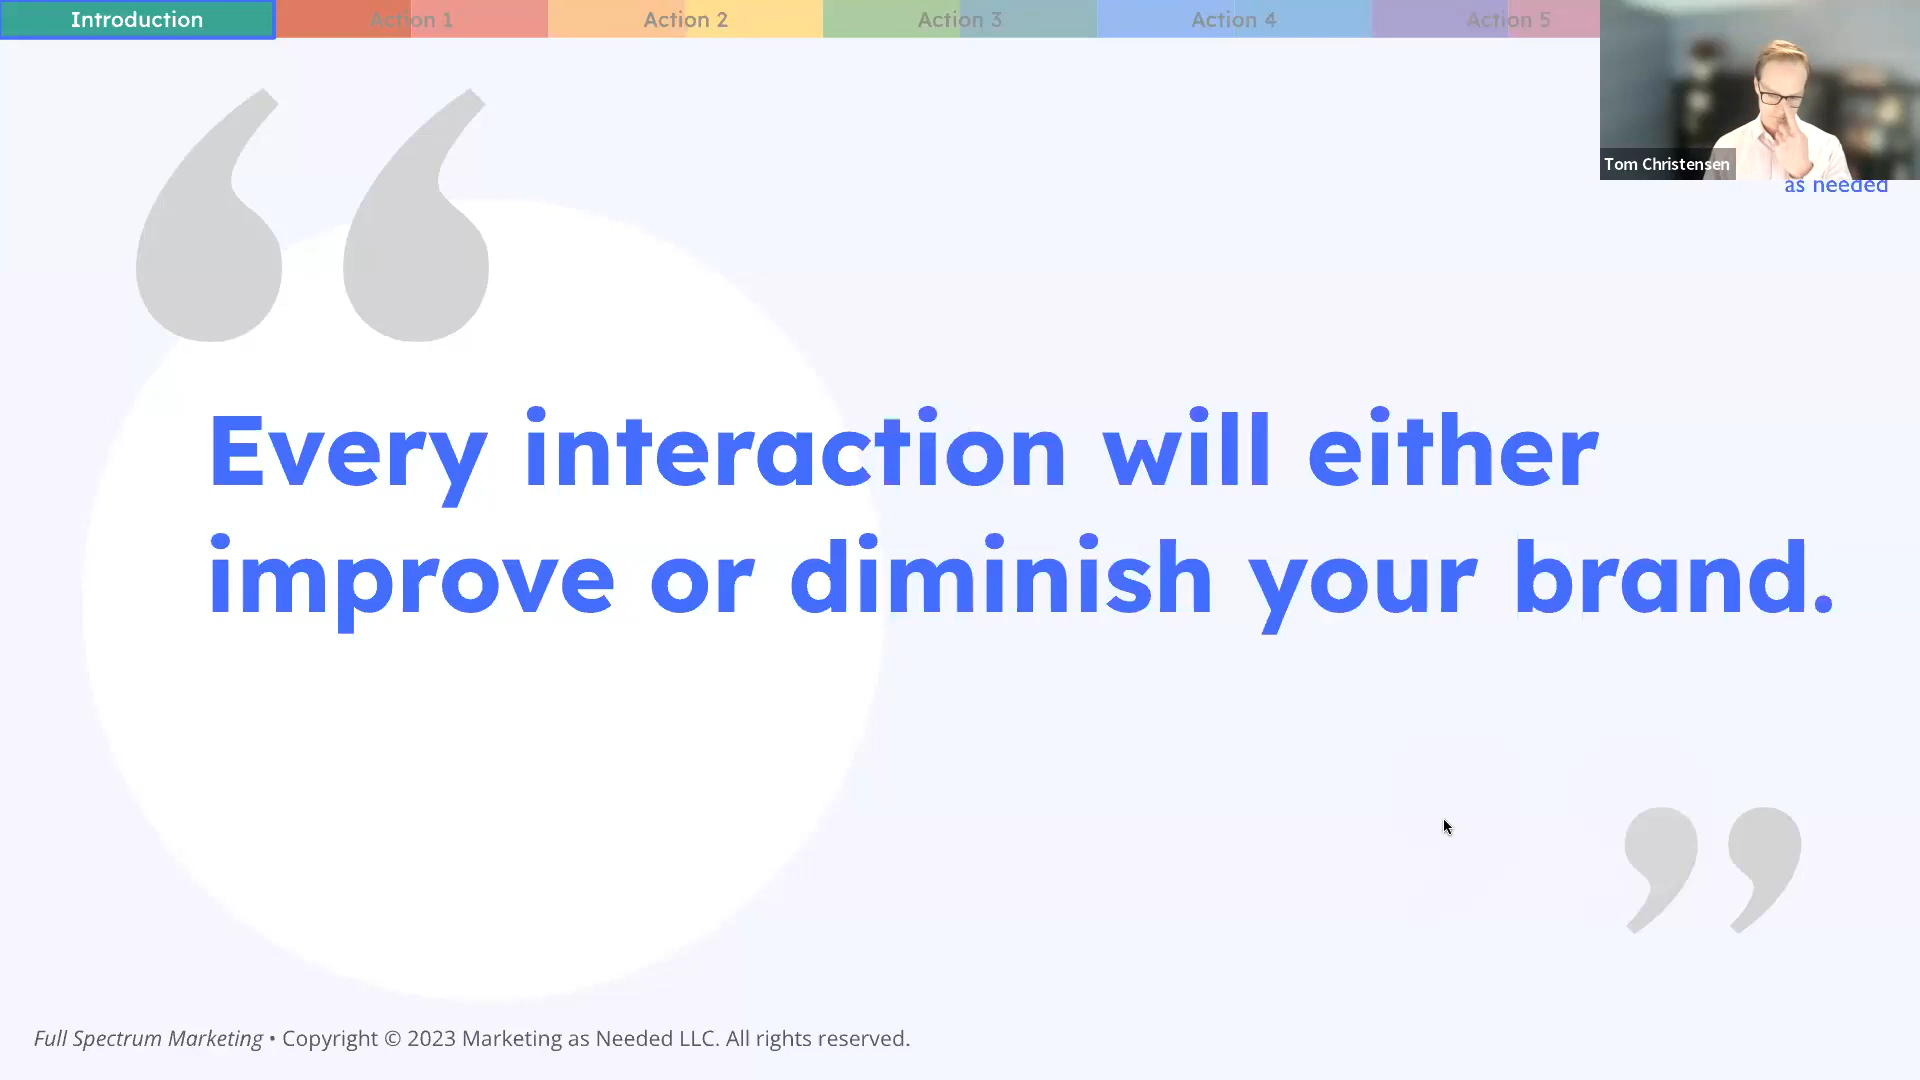 Introduction
Action 1
Action 2
Action 3
Action 4
Action 5
Tom Christensen
as needed
“
Every interaction will either
improve or diminish your brand.
”
Full Spectrum Marketing • Copyright © 2023 Marketing as Needed LLC. All rights reserved.